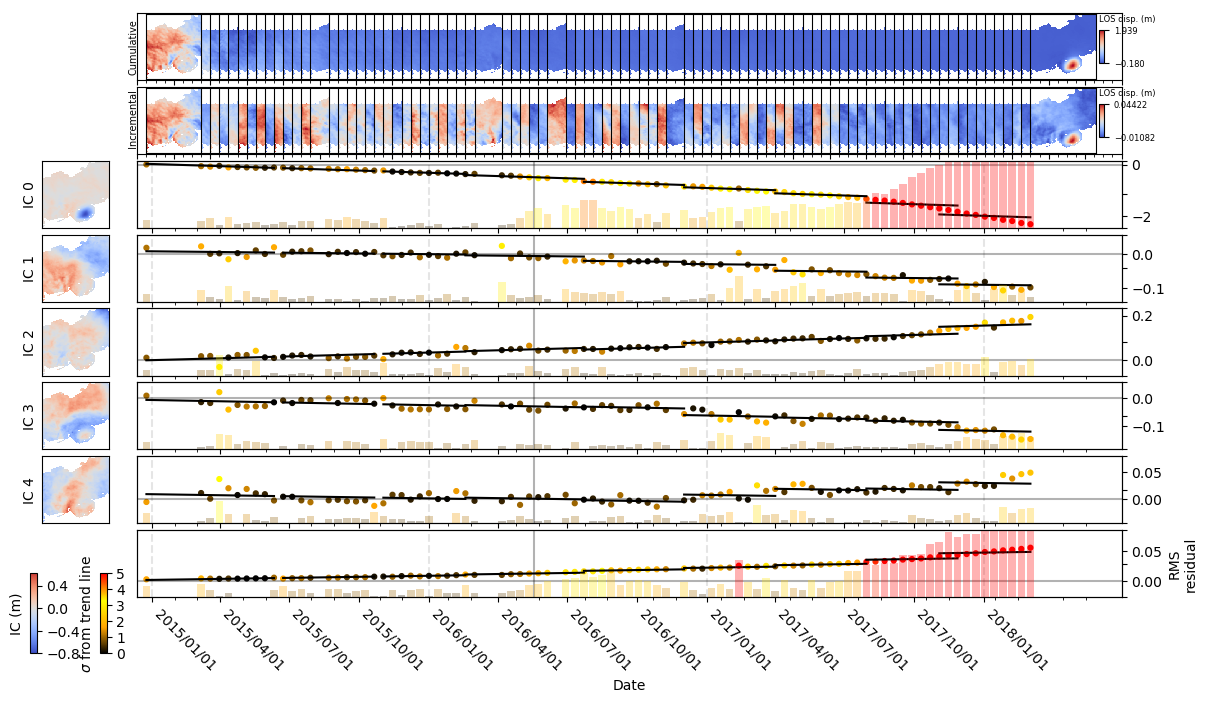 Cumulative
LOS disp. (m)
1.939
−0.180
Incremental
LOS disp. (m)
0.04422
−0.01082
IC 0
0
−2
IC 1
0.0
−0.1
IC 2
0.2
0.0
IC 3
0.0
−0.1
IC 4
0.05
0.00
0.05
0.00
RMS
residual
IC (m)
0.4
0.0
−0.4
−0.8
σ from trend line
5
4
3
2
1
0
2015/01/01
2015/04/01
2015/07/01
2015/10/01
2016/01/01
2016/04/01
2016/07/01
2016/10/01
2017/01/01
2017/04/01
2017/07/01
2017/10/01
2018/01/01
Date